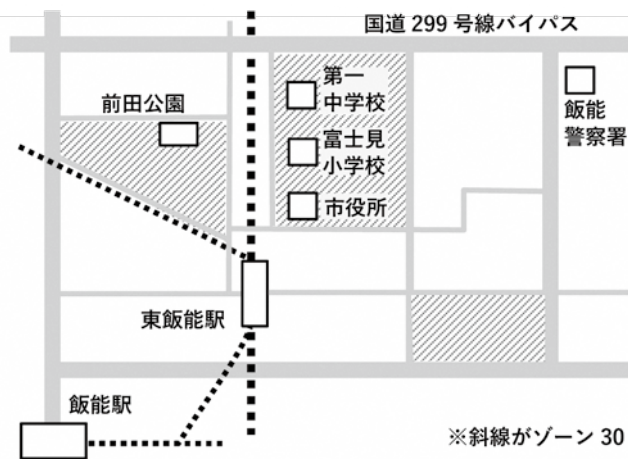 国道 299 号線バイパス
第一
中学校
前田公園
飯能
警察署
富士見
小学校
市役所
東飯能駅
飯能駅
※斜線がゾーン 30